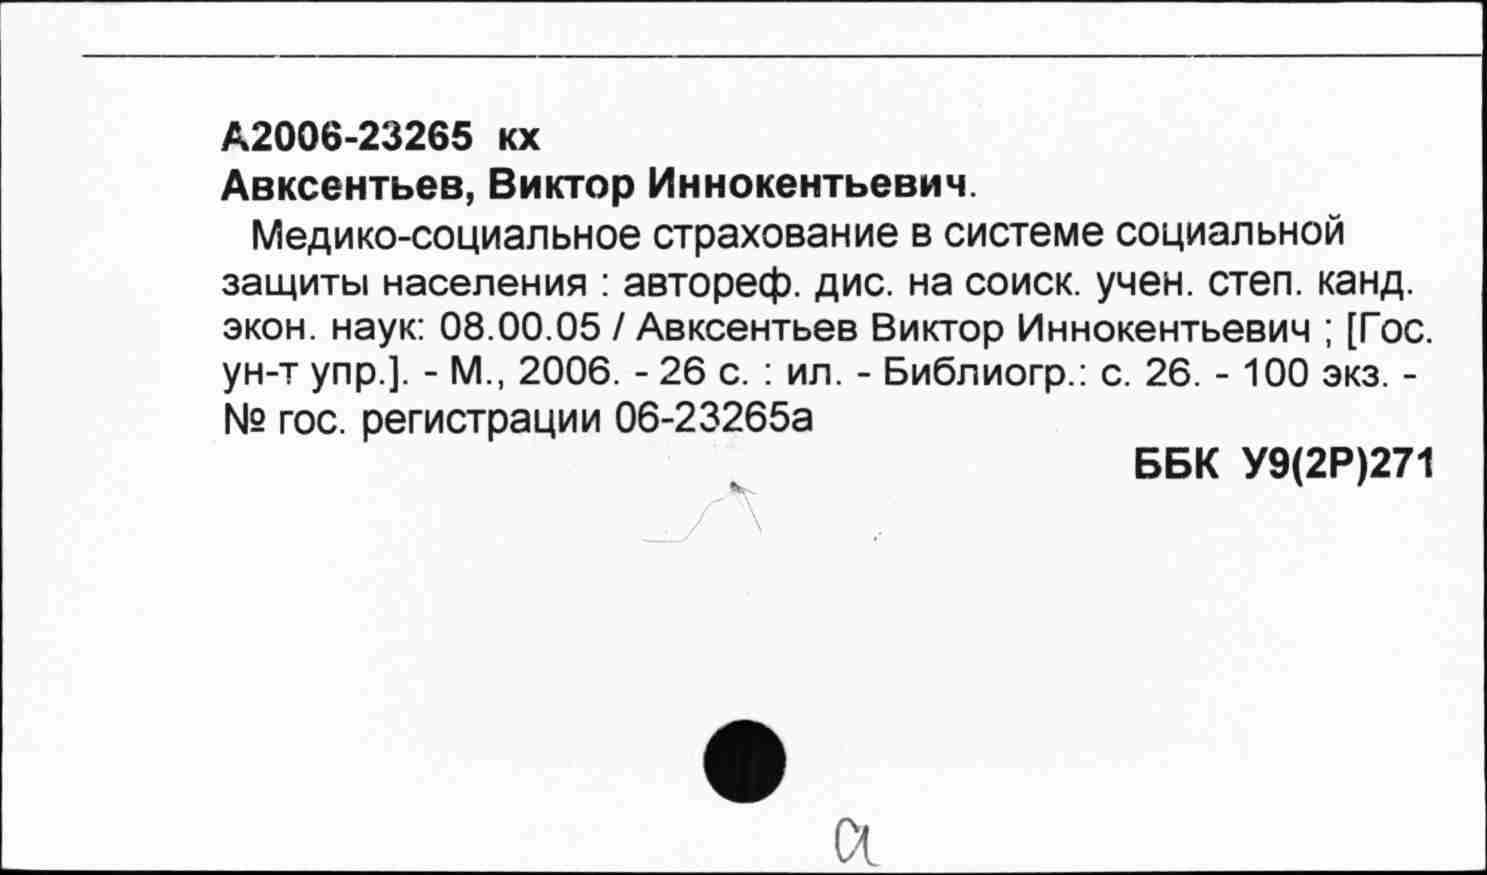 А2006-23265 кх
Авксентьев, Виктор Иннокентьевич.
Медико-социальное страхование в системе социальной
защиты населения : автореф. дис. на соиск. учен. степ. канд.
экон. наук: 08.00.05 / Авксентьев Виктор Иннокентьевич ; [Гос.
ун-т упр.]. - М., 2006. - 26 с. : ил. - Библиогр.: с. 26. - 100 экз. -
№ гос. регистрации 06-23265а
ББК У9(2Р)271
а